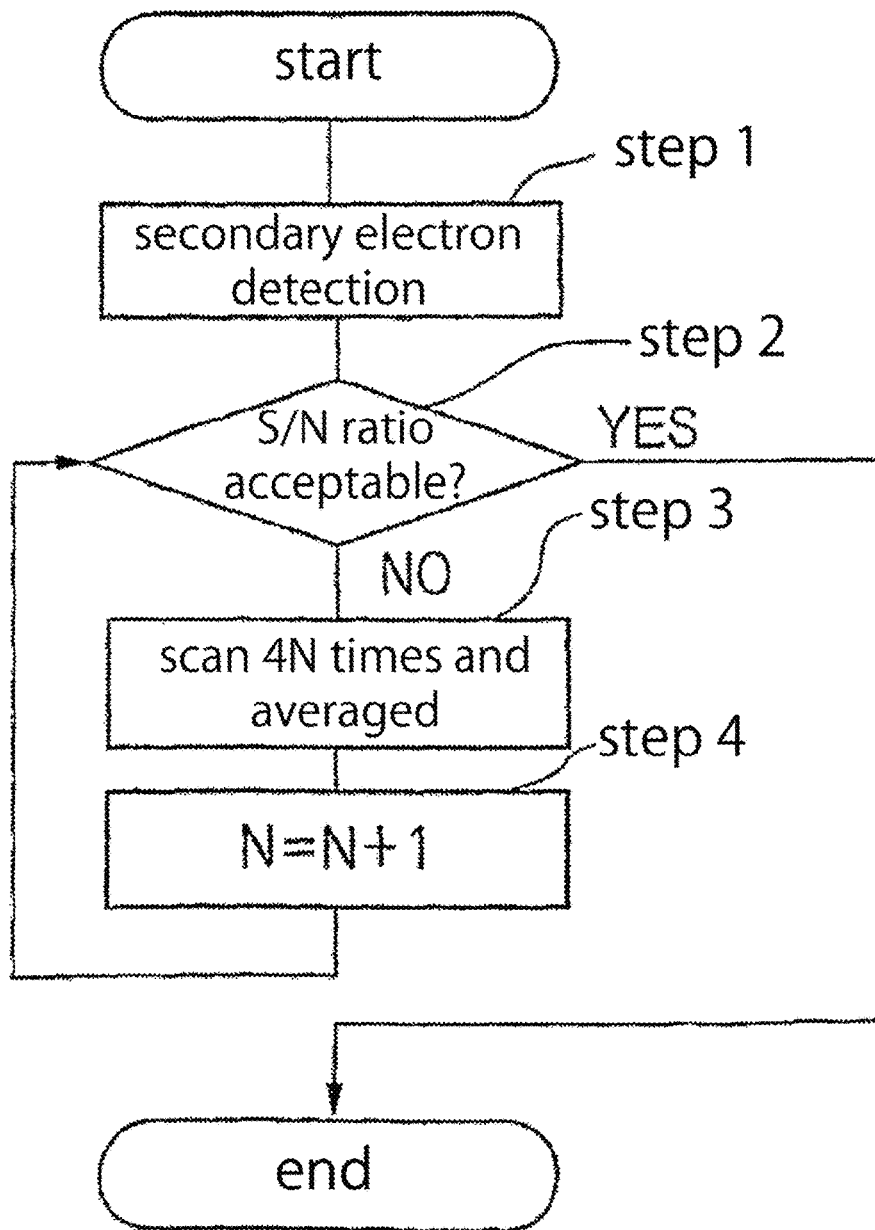 start
step 1
secondary electron
detection
step 2
S/N ratio
acceptable?
YES
step 3
NO
scan 4N times and
averaged
step 4
N=N+1
end